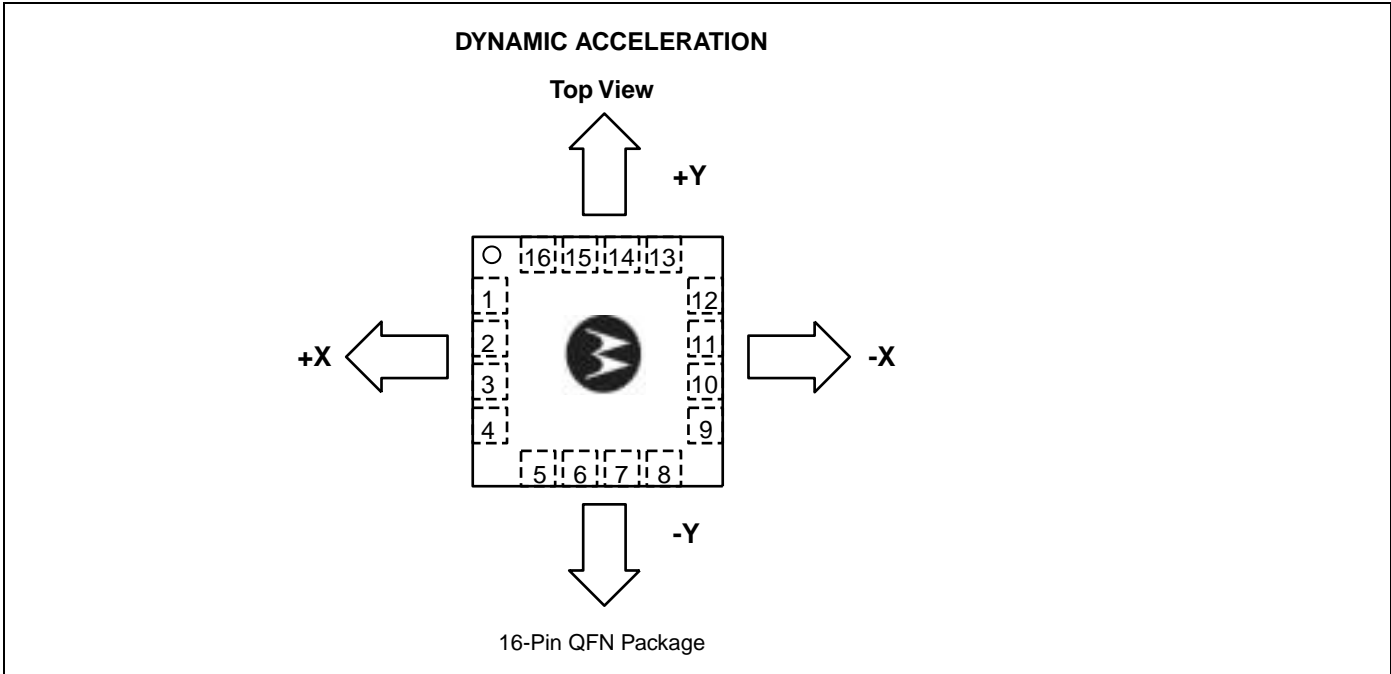 DYNAMIC ACCELERATION
Top View
+Y
16 15 14 13
1
12
2
11
+X
-X
3
10
4
9
5 6 7 8
-Y
16-Pin QFN Package